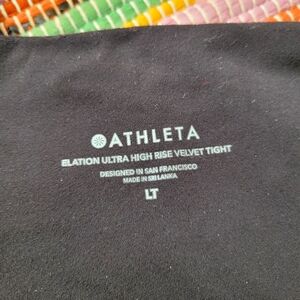 ATHLETA
ELATION ULTRA HIGH RISE VELVET TIGHT
DESIGNED IN SAN FRANCISCO
MADE IN SRI LANKA
LT